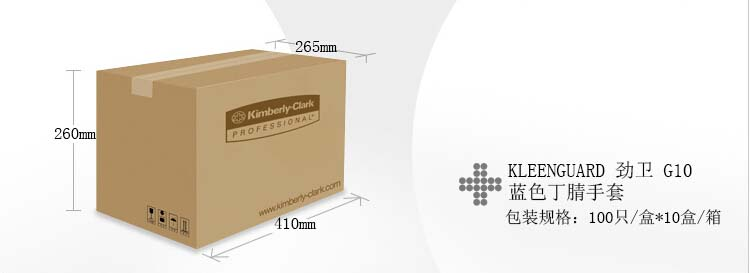 265mm
260mm
Kimberly-Clark
PROFESSIONAL*
www.kimberly-clark.com
410mm
KLEENGUARD 劲卫 G10
蓝色丁腈手套
包装规格：100只/盒*10盒/箱